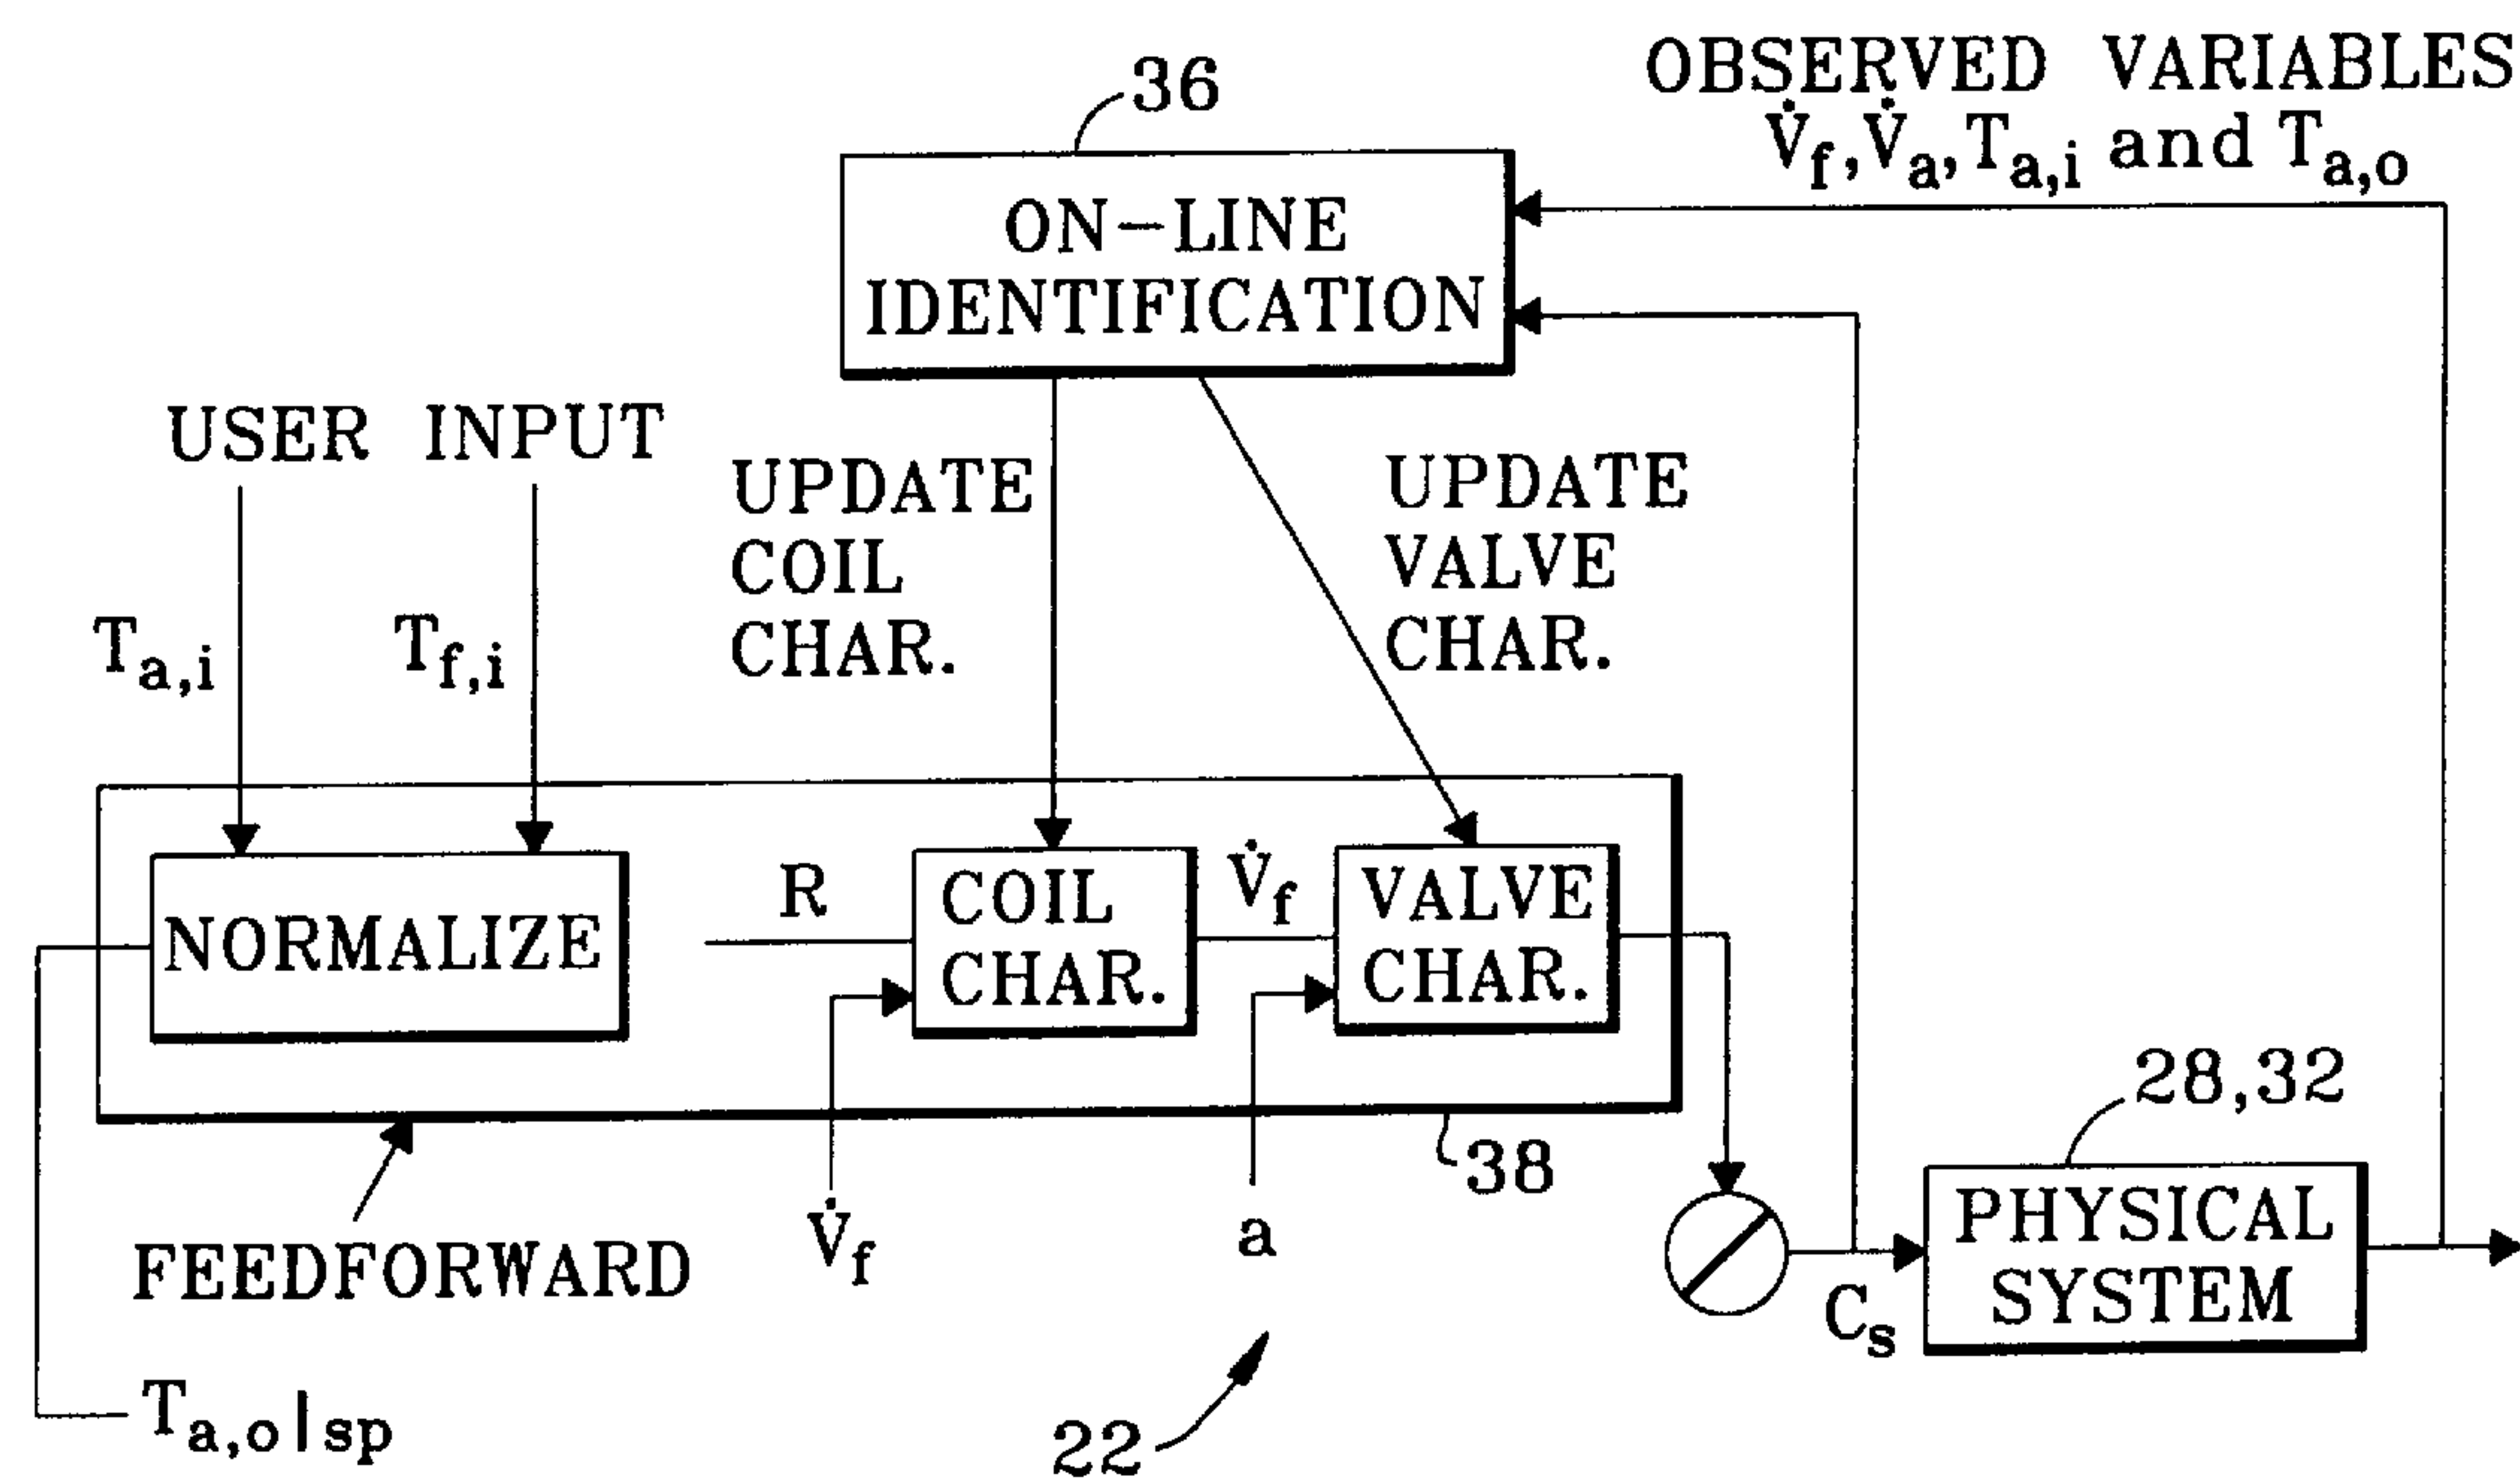 36
OBSERVED VARIABLES
V̇f,V̇a,Ta,i and Ta,o
ON-LINE
IDENTIFICATION
USER INPUT
UPDATE
COIL
CHAR.
UPDATE
VALVE
CHAR.
Ta,i
Tf,i
NORMALIZE
R
COIL
CHAR.
V̇f
VALVE
CHAR.
38
28,32
FEEDFORWARD
V̇f
a
PHYSICAL
SYSTEM
Cs
Ta,o|sp
22